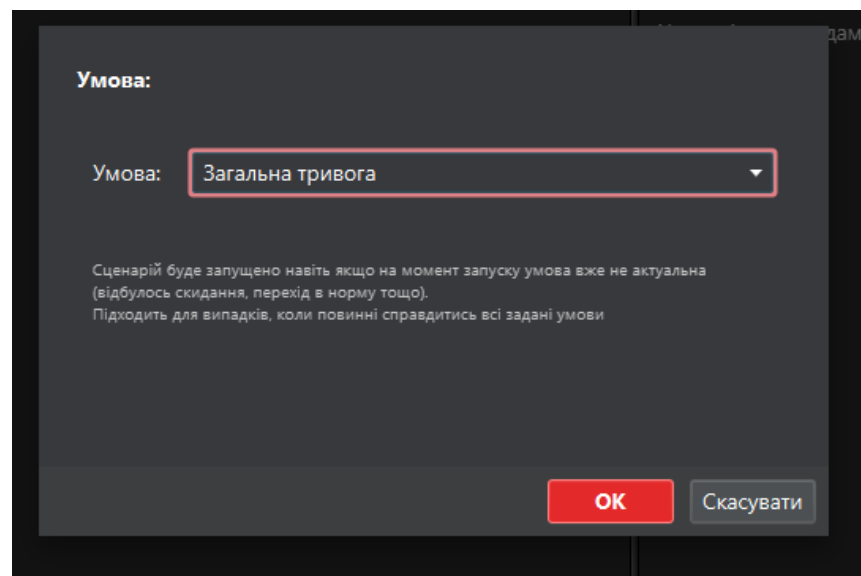 Умова:
Умова:
Загальна тривога
Сценарій буде запущено навіть якщо на момент запуску умова вже не актуальна
(відбулось скидання, перехід в норму тощо).
Підходить для випадків, коли повинні справдитись всі задані умови
ОК
Скасувати